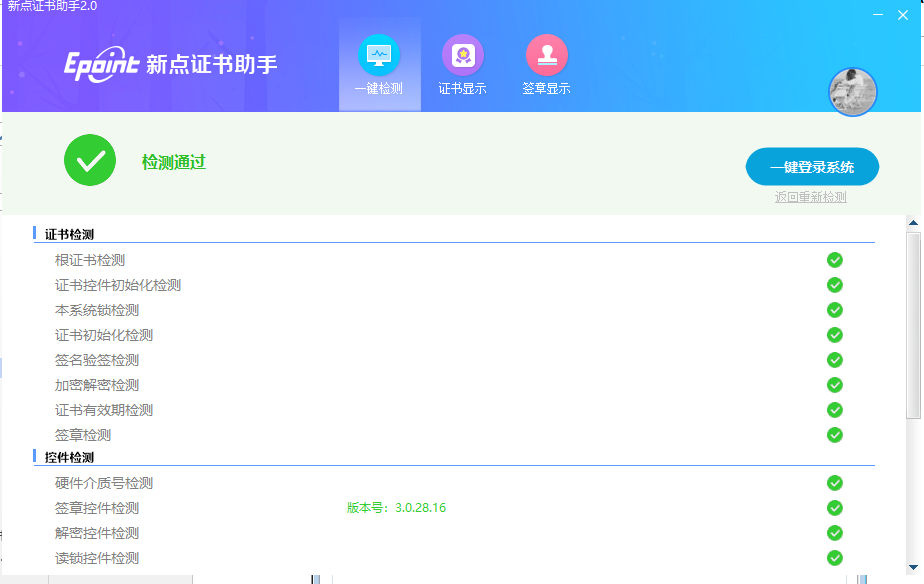 新点证书助手2.0
Epoint 新点证书助手
一键检测
证书显示
签章显示
检测通过
一键登录系统
返回重新检测
证书检测
根证书检测
证书控件初始化检测
本系统锁检测
证书初始化检测
签名验签检测
加密解密检测
证书有效期检测
签章检测
控件检测
硬件介质号检测
签章控件检测 版本号：3.0.28.16
解密控件检测
读锁控件检测